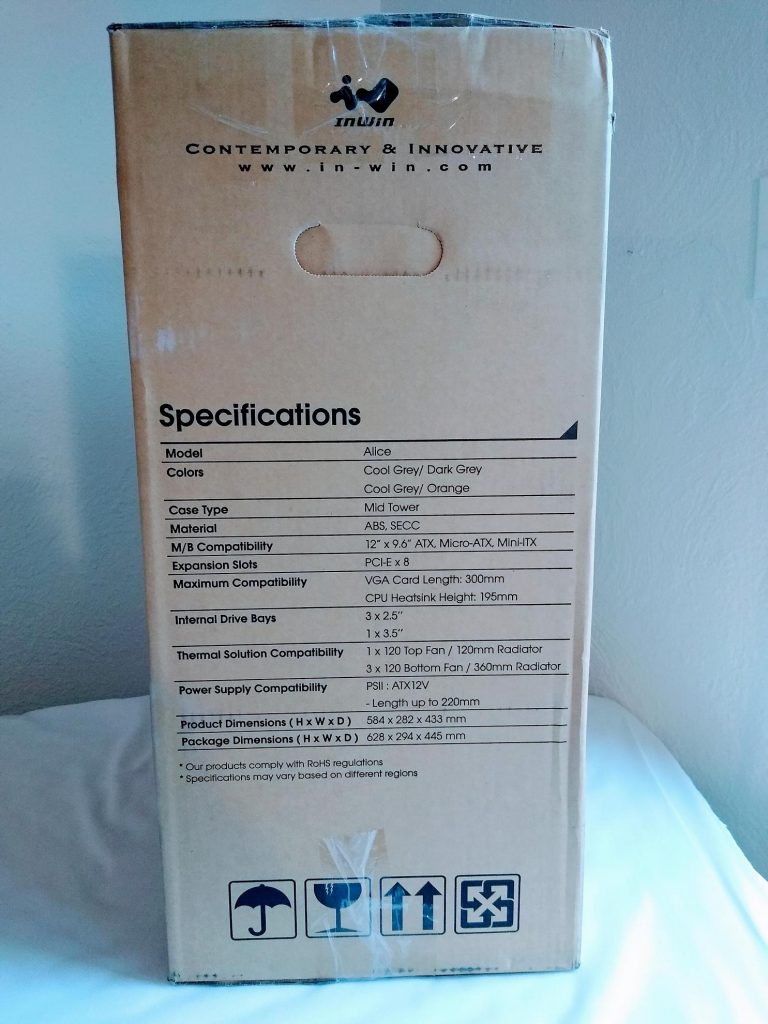 InWin
CONTEMPORARY & INNOVATIVE
www.in-win.com
Specifications
Model Alice
Colors Cool Grey/ Dark Grey
Cool Grey/ Orange
Case Type Mid Tower
Material ABS, SECC
M/B Compatibility 12" x 9.6" ATX, Micro-ATX, Mini-ITX
Expansion Slots PCI-E x 8
Maximum Compatibility VGA Card Length: 300mm
CPU Heatsink Height: 195mm
Internal Drive Bays 3 x 2.5"
1 x 3.5"
Thermal Solution Compatibility 1 x 120 Top Fan / 120mm Radiator
3 x 120 Bottom Fan / 360mm Radiator
Power Supply Compatibility PSII : ATX12V
- Length up to 220mm
Product Dimensions ( H x W x D ) 584 x 282 x 433 mm
Package Dimensions ( H x W x D ) 628 x 294 x 445 mm
* Our products comply with RoHS regulations
* Specifications may vary based on different regions